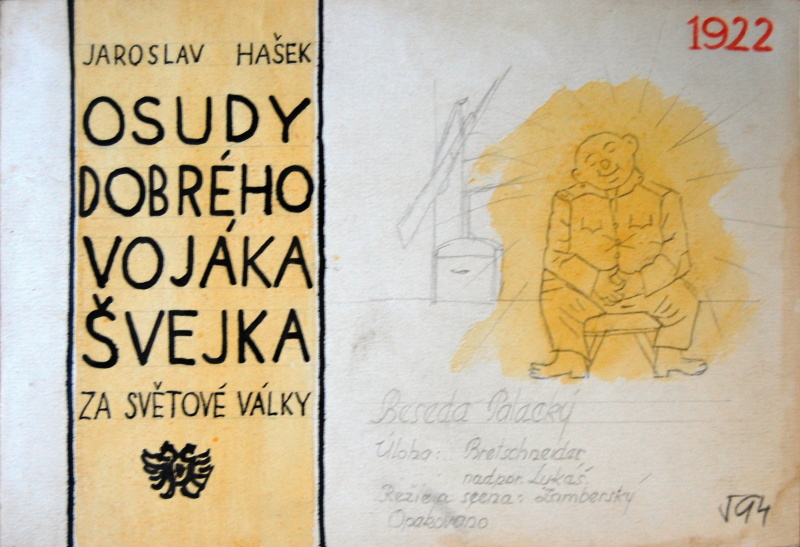 JAROSLAV HAŠEK
OSUDY
DOBRÉHO
VOJÁKA
ŠVEJKA
ZA SVĚTOVÉ VÁLKY
1922
Beseda Palacký
Úloha: Bretschneider
nadpor. Lukáš
Režie a scena: Žamberský
Opakováno